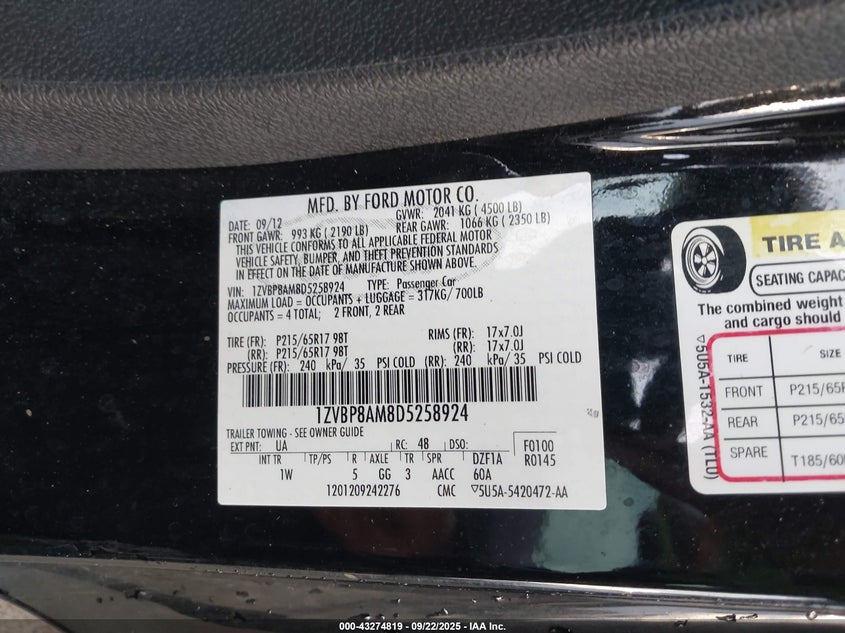 MFD. BY FORD MOTOR CO.
DATE: 09/12 GVWR: 2041 KG ( 4500 LB)
FRONT GAWR: 993 KG ( 2190 LB) REAR GAWR: 1066 KG ( 2350 LB)
THIS VEHICLE CONFORMS TO ALL APPLICABLE FEDERAL MOTOR
VEHICLE SAFETY, BUMPER, AND THEFT PREVENTION STANDARDS
IN EFFECT ON THE DATE OF MANUFACTURE SHOWN ABOVE.
VIN: 1ZVBP8AM8D5258924 TYPE: Passenger Car
MAXIMUM LOAD = OCCUPANTS + LUGGAGE = 317KG/ 700LB
OCCUPANTS = 4 TOTAL; 2 FRONT, 2 REAR
TIRE (FR): P215/65R17 98T RIMS (FR): 17x7.0J
(RR): P215/65R17 98T (RR): 17x7.0J
PRESSURE (FR): 240 kPa/ 35 PSI COLD (RR): 240 kPa/ 35 PSI COLD
1ZVBP8AM8D5258924
TRAILER TOWING - SEE OWNER GUIDE
EXT PNT: UA RC: 48 DSO: F0100
R0145
INT TR TP/PS R AXLE TR SPR DZF1A
1W 5 GG 3 AACC 60A
1201209242276 CMC ▽5U5A-5420472-AA
TIRE A
SEATING CAPAC
The combined weight
and cargo should
TIRE SIZE
FRONT P215/65R
REAR P215/65
SPARE T185/60
▽5U5A-1532-AA (1L0)
000-43274819 - 09/22/2025 - IAA Inc.